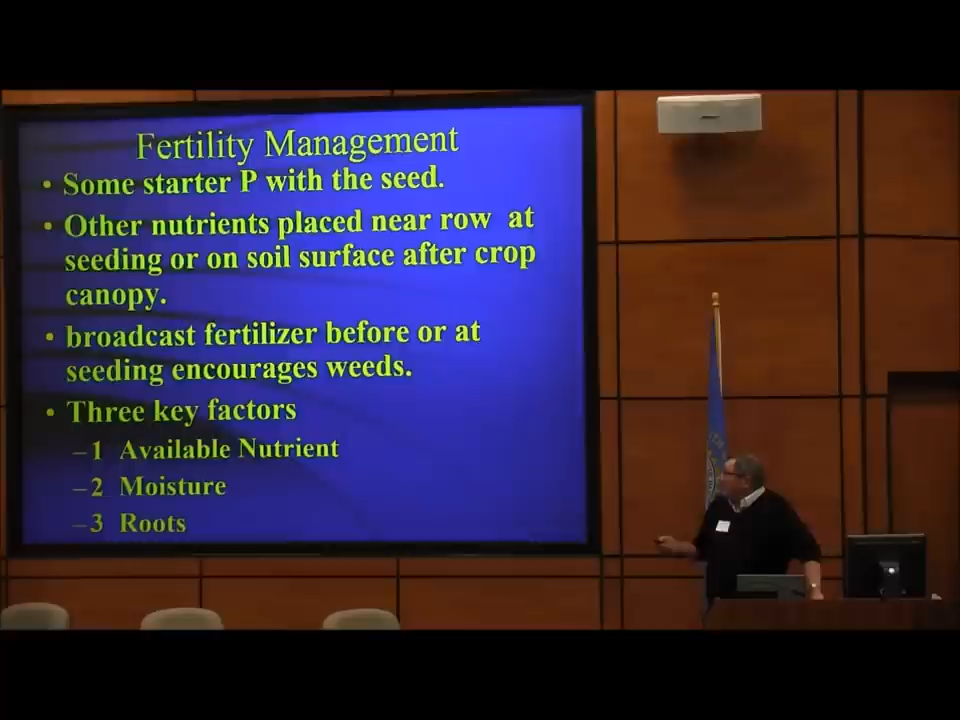 Fertility Management
• Some starter P with the seed.
• Other nutrients placed near row at
seeding or on soil surface after crop
canopy.
• broadcast fertilizer before or at
seeding encourages weeds.
• Three key factors
–1 Available Nutrient
–2 Moisture
–3 Roots